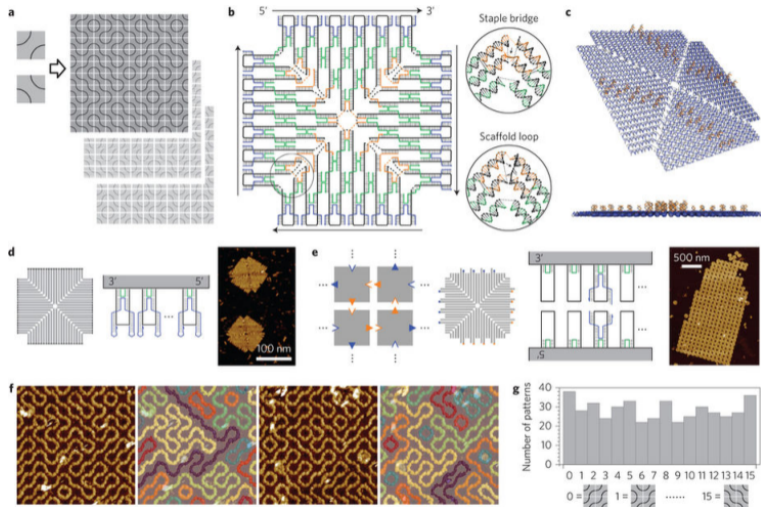 a
b
5'
3'
Staple bridge
Scaffold loop
c
d
3'
5'
100 nm
e
3'
5'
500 nm
f
g
Number of patterns
40
30
20
10
0
0 1 2 3 4 5 6 7 8 9 10 11 12 13 14 15
0 = 1 = ...... 15 =